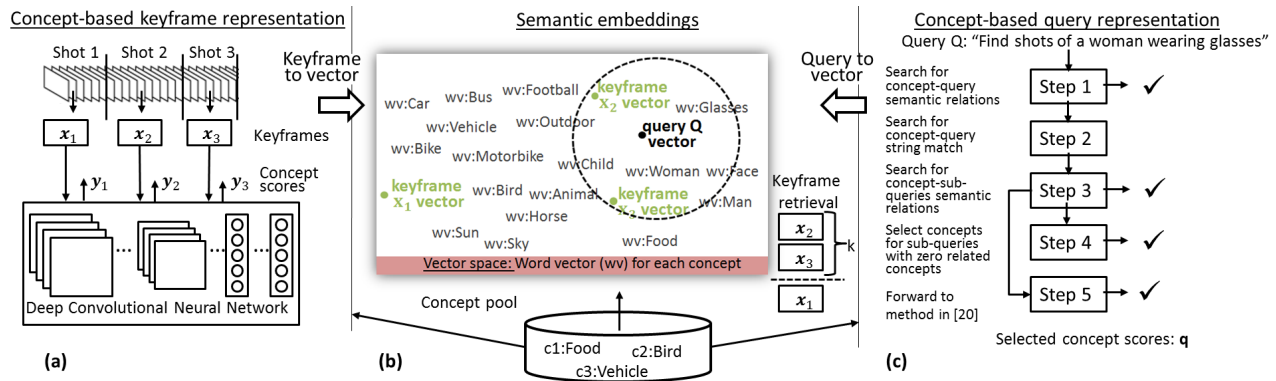 Concept-based keyframe representation
Shot 1 Shot 2 Shot 3
x1 x2 x3
Keyframes
y1 y2 y3
Concept
scores
... ...
Deep Convolutional Neural Network
(a)
Keyframe
to vector
Semantic embeddings
wv:Car
wv:Bus
wv:Football
keyframe
x2 vector
wv:Glasses
wv:Vehicle
wv:Outdoor
query Q
vector
wv:Bike
wv:Motorbike
wv:Child
wv:Woman
wv:Face
keyframe
x1 vector
wv:Bird
wv:Animal
keyframe
x3 vector
wv:Man
wv:Horse
wv:Sun
wv:Sky
wv:Food
Vector space: Word vector (wv) for each concept
Keyframe
retrieval
x2
x3
k
x1
Concept pool
c1:Food
c2:Bird
c3:Vehicle
(b)
Query to
vector
Concept-based query representation
Query Q: “Find shots of a woman wearing glasses”
Search for
concept-query
semantic relations
Step 1 ✓
Search for
concept-query
string match
Step 2
Search for
concept-sub-
queries semantic
relations
Step 3 ✓
Select concepts
for sub-queries
with zero related
concepts
Step 4 ✓
Forward to
method in [20]
Step 5 ✓
Selected concept scores: q
(c)